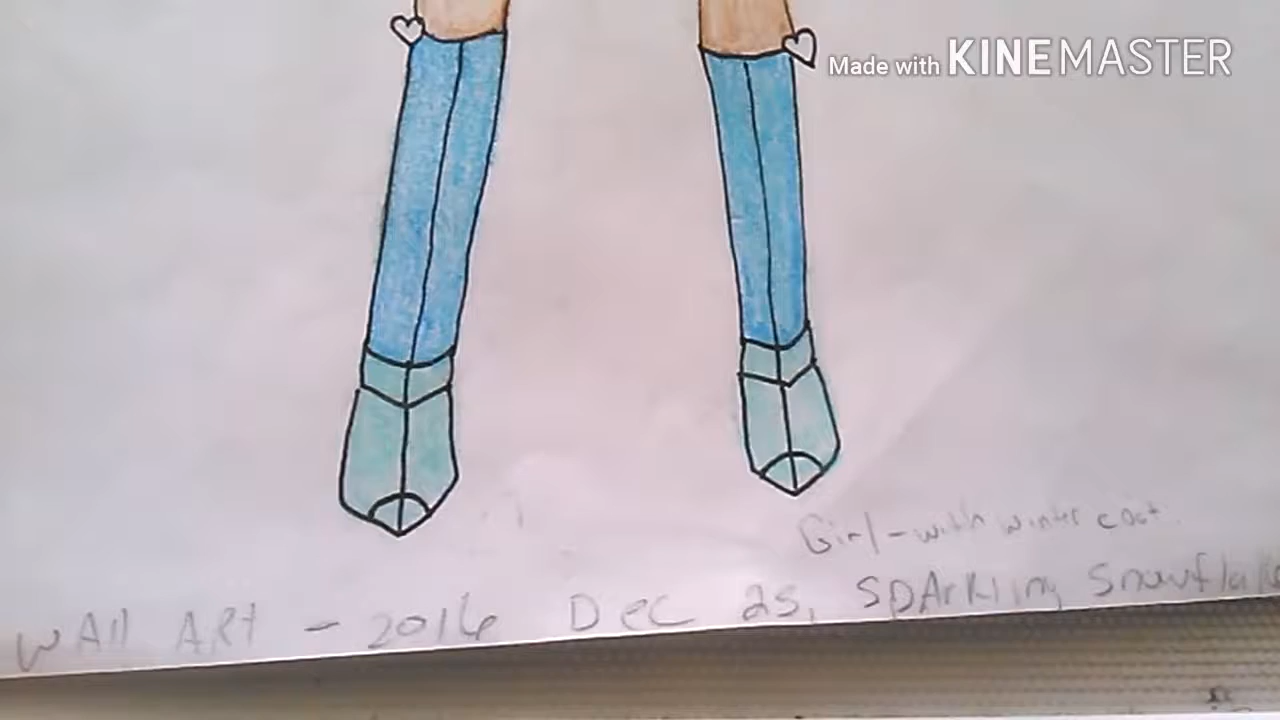 Made with KINEMASTER
Girl - with winter coat
WAll ARt - 2016 Dec 25, SPArkling Snowflake